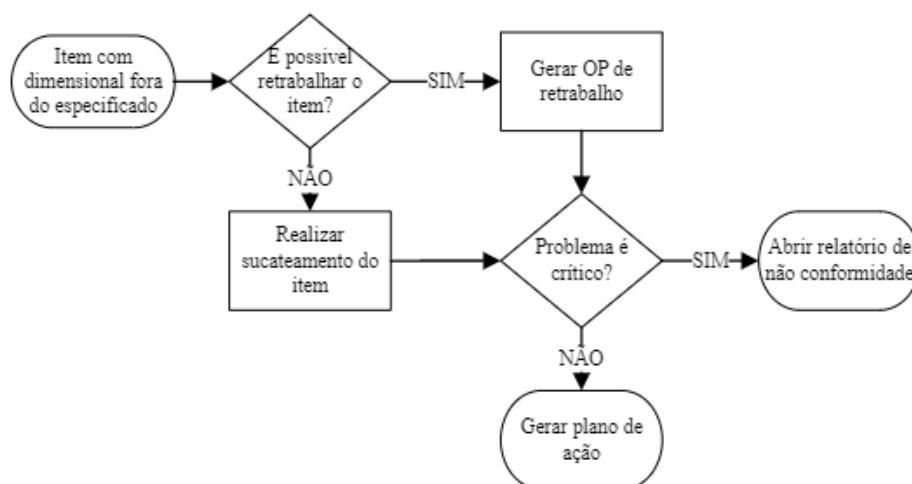 Item com
dimensional fora
do especificado
E possivel
retrabalhar o
item?
SIM
Gerar OP de
retrabalho
NÃO
Realizar
sucateamento do
item
Problema é
crítico?
SIM
Abrir relatório de
não conformidade
NÃO
Gerar plano de
ação